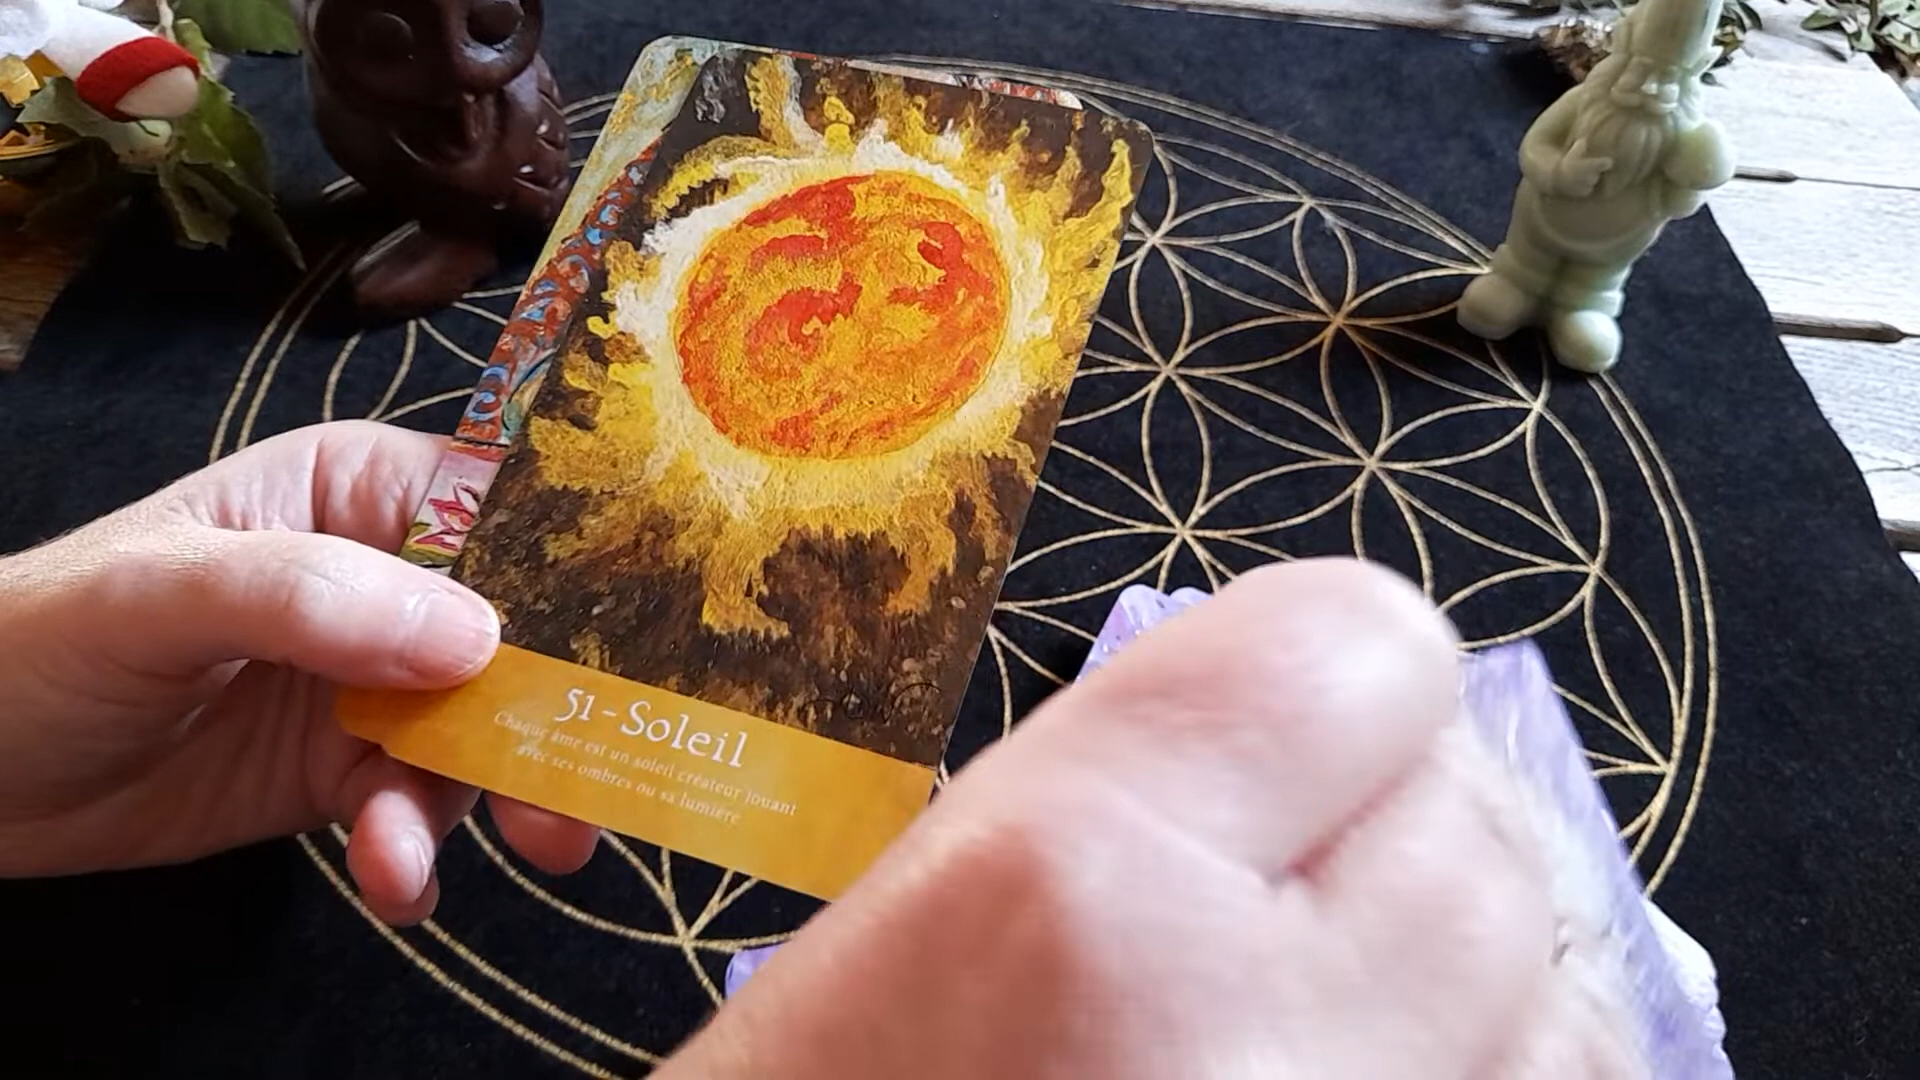 51-Soleil
Chaque âme est un soleil créateur jouant
avec ses ombres ou sa lumière